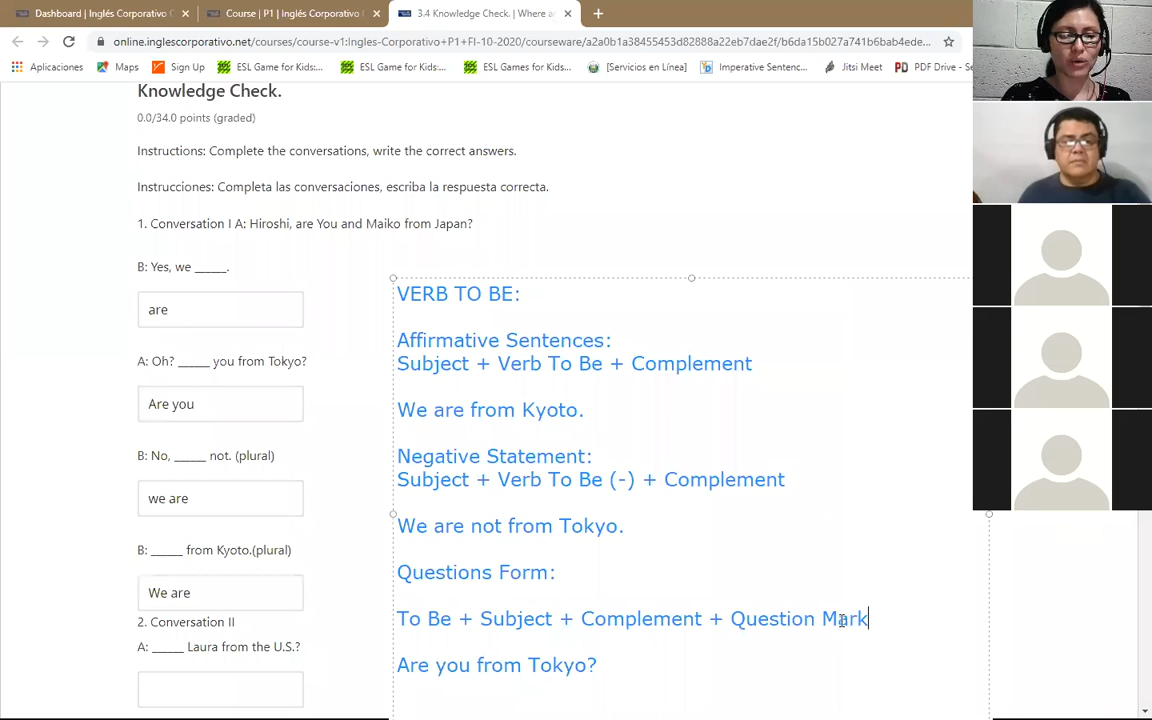 Dashboard | Inglés Corporativo C
Course | P1 | Inglés Corporativo
3.4 Knowledge Check. | Where a
online.inglescorporativo.net/courses/course-v1:Ingles-Corporativo+P1+FI-10-2020/courseware/a2a0b1a38455453d82888a22eb7dae2f/b6da15b027a741b6bab4ede...
Aplicaciones
Maps
Sign Up
ESL Game for Kids:...
ESL Game for Kids:...
ESL Games for Kids:...
[Servicios en Línea]
Imperative Sentenc...
Jitsi Meet
PDF Drive - Se
Knowledge Check.
0.0/34.0 points (graded)
Instructions: Complete the conversations, write the correct answers.
Instrucciones: Completa las conversaciones, escriba la respuesta correcta.
1. Conversation I A: Hiroshi, are You and Maiko from Japan?
B: Yes, we _____.
are
A: Oh? _____ you from Tokyo?
Are you
B: No, _____ not. (plural)
we are
B: _____ from Kyoto.(plural)
We are
2. Conversation II
A: _____ Laura from the U.S.?
VERB TO BE:
Affirmative Sentences:
Subject + Verb To Be + Complement
We are from Kyoto.
Negative Statement:
Subject + Verb To Be (-) + Complement
We are not from Tokyo.
Questions Form:
To Be + Subject + Complement + Question Mark
Are you from Tokyo?